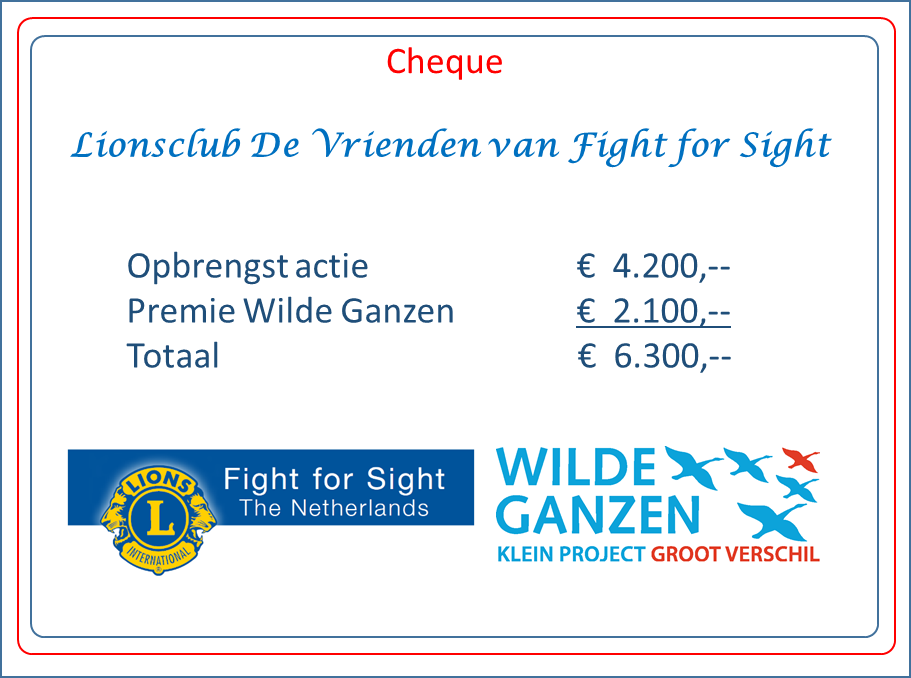 Cheque
Lionsclub De Vrienden van Fight for Sight
Opbrengst actie € 4.200,--
Premie Wilde Ganzen € 2.100,--
Totaal € 6.300,--
Fight for Sight
The Netherlands
LIONS
L
INTERNATIONAL
®
WILDE
GANZEN
KLEIN PROJECT GROOT VERSCHIL